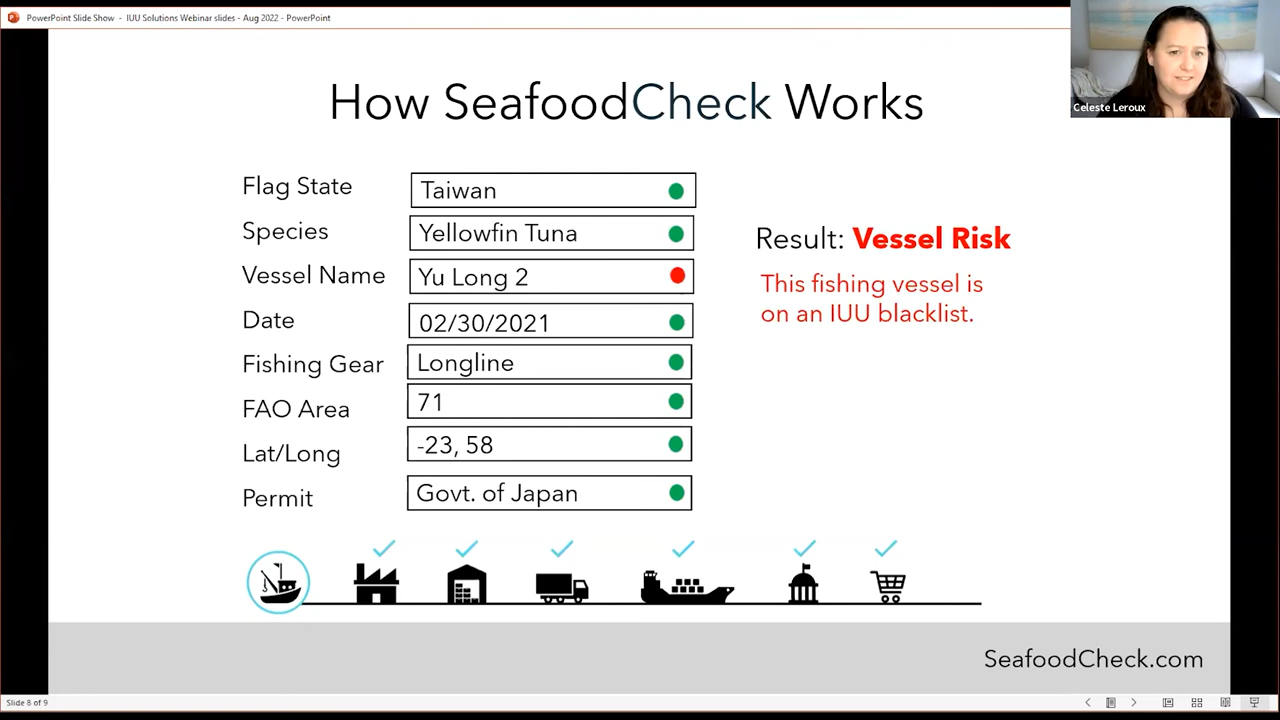 PowerPoint Slide Show - IUU Solutions Webinar slides - Aug 2022 - PowerPoint
Celeste Leroux
How SeafoodCheck Works
Flag State Taiwan
Species Yellowfin Tuna
Vessel Name Yu Long 2
Date 02/30/2021
Fishing Gear Longline
FAO Area 71
Lat/Long -23, 58
Permit Govt. of Japan
Result: Vessel Risk
This fishing vessel is
on an IUU blacklist.
SeafoodCheck.com
Slide 8 of 9